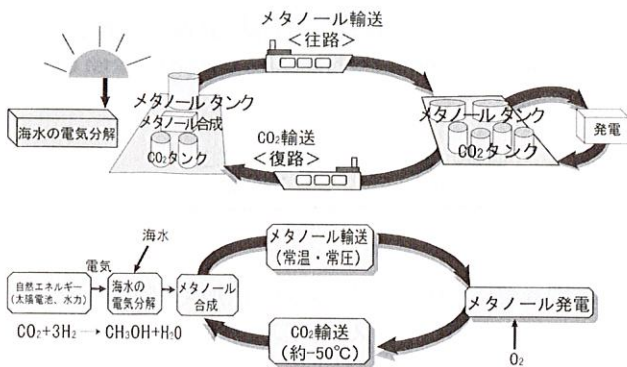 メタノール輸送
<往路>
メタノール タンク
メタノール合成
CO₂タンク
海水の電気分解
メタノール タンク
CO₂タンク
発電
CO₂輸送
<復路>
海水
電気
自然エネルギー
(太陽電池、水力)
海水の
電気分解
メタノール
合成
メタノール輸送
(常温・常圧)
メタノール発電
CO₂+3H₂→CH₃OH+H₂O
CO₂輸送
(約-50℃)
O₂